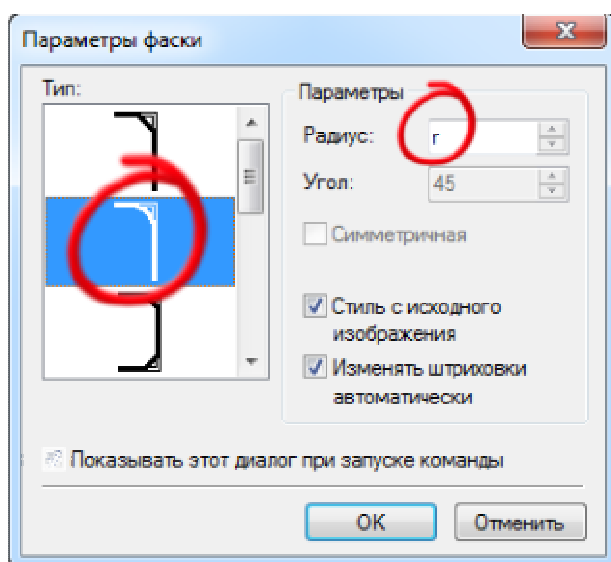 Параметры фаски
Тип:
Параметры
Радиус: r
Угол: 45
Симметричная
Стиль с исходного
изображения
Изменять штриховки
автоматически
Показывать этот диалог при запуске команды
OK Отменить